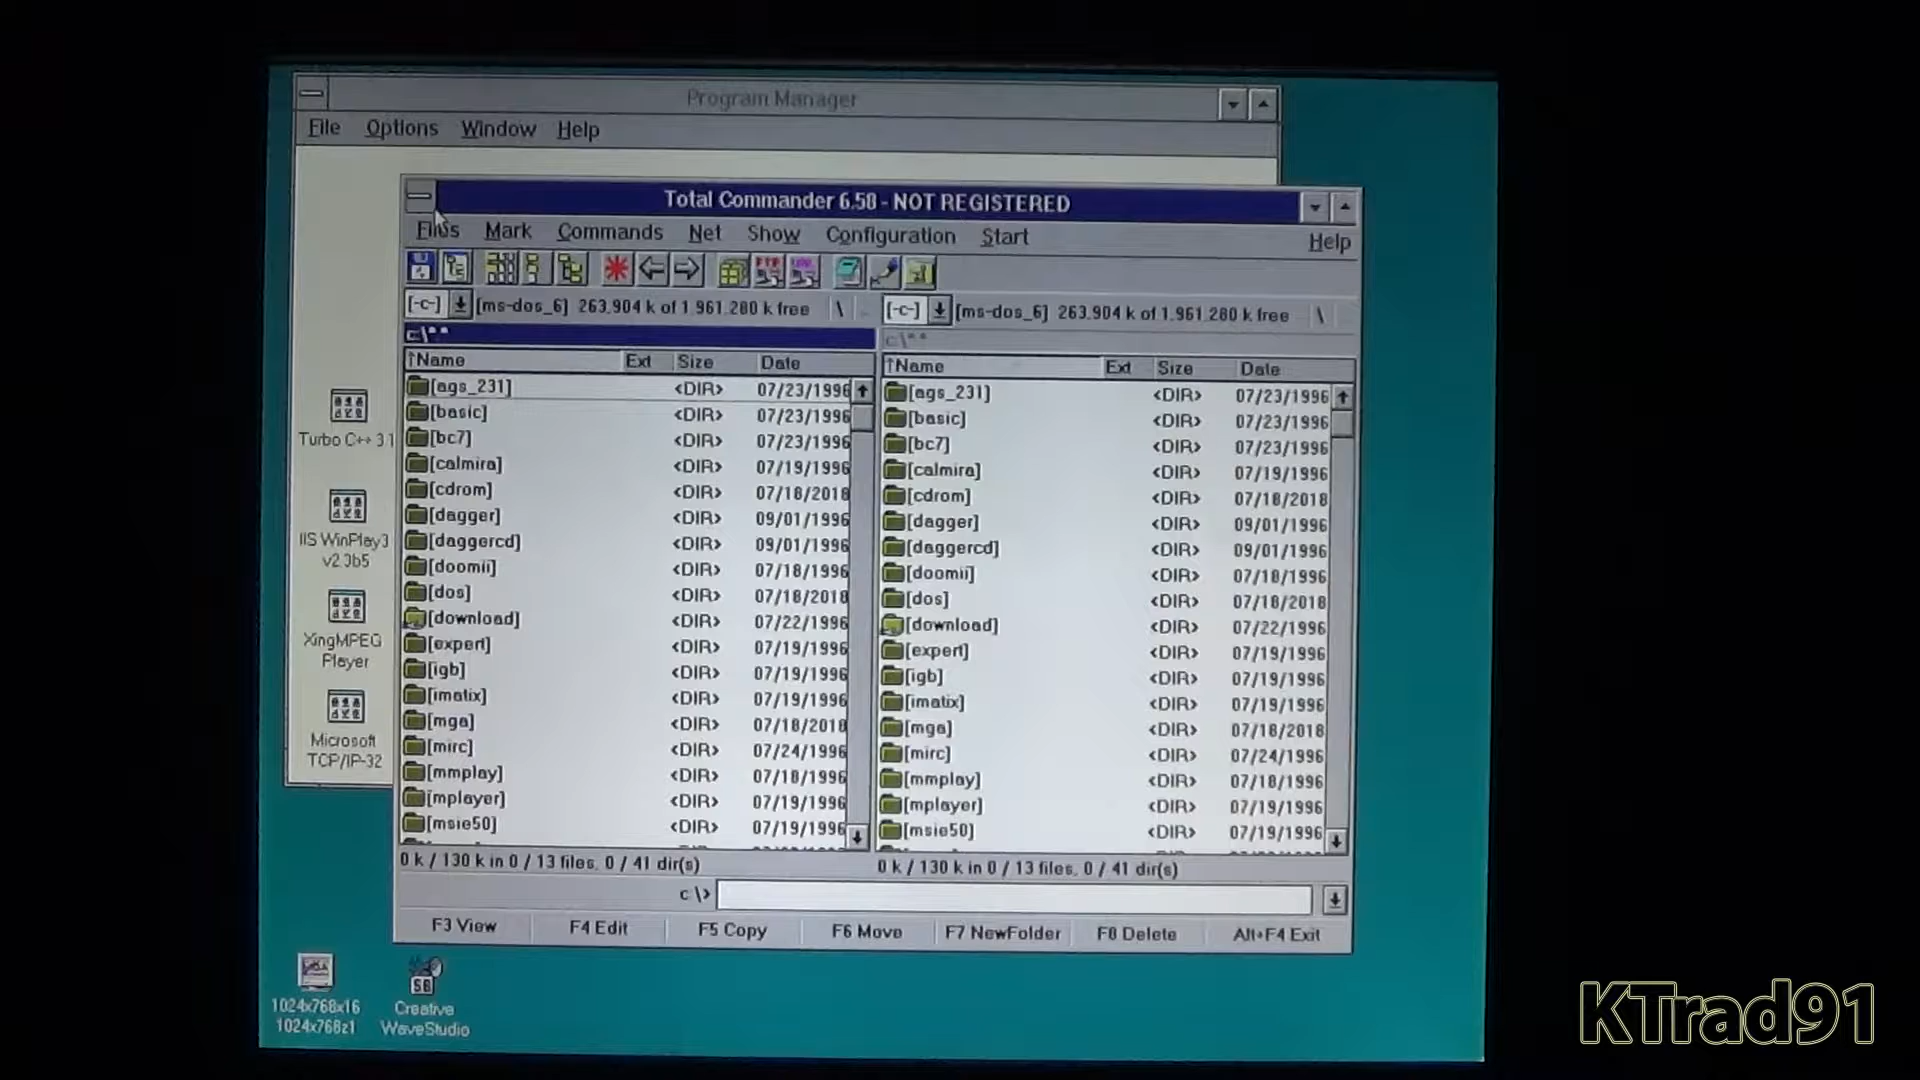 Program Manager
File Options Window Help
Total Commander 6.58 - NOT REGISTERED
Files Mark Commands Net Show Configuration Start Help
[-c-] [ms-dos_6] 263.904 k of 1.961.280 k free \
[-c-] [ms-dos_6] 263.904 k of 1.961.280 k free \
c:\*.*
c:\*.*
↑Name Ext Size Date
[ags_231] <DIR> 07/23/1996
[basic] <DIR> 07/23/1996
[bc7] <DIR> 07/23/1996
[calmira] <DIR> 07/19/1996
[cdrom] <DIR> 07/18/2018
[dagger] <DIR> 09/01/1996
[daggercd] <DIR> 09/01/1996
[doomii] <DIR> 07/18/1996
[dos] <DIR> 07/18/2018
[download] <DIR> 07/22/1996
[expert] <DIR> 07/19/1996
[igb] <DIR> 07/19/1996
[imatix] <DIR> 07/19/1996
[mga] <DIR> 07/18/2018
[mirc] <DIR> 07/24/1996
[mmplay] <DIR> 07/18/1996
[mplayer] <DIR> 07/19/1996
[msie50] <DIR> 07/19/1996
0 k / 130 k in 0 / 13 files, 0 / 41 dir(s)
↑Name Ext Size Date
[ags_231] <DIR> 07/23/1996
[basic] <DIR> 07/23/1996
[bc7] <DIR> 07/23/1996
[calmira] <DIR> 07/19/1996
[cdrom] <DIR> 07/18/2018
[dagger] <DIR> 09/01/1996
[daggercd] <DIR> 09/01/1996
[doomii] <DIR> 07/18/1996
[dos] <DIR> 07/18/2018
[download] <DIR> 07/22/1996
[expert] <DIR> 07/19/1996
[igb] <DIR> 07/19/1996
[imatix] <DIR> 07/19/1996
[mga] <DIR> 07/18/2018
[mirc] <DIR> 07/24/1996
[mmplay] <DIR> 07/18/1996
[mplayer] <DIR> 07/19/1996
[msie50] <DIR> 07/19/1996
0 k / 130 k in 0 / 13 files, 0 / 41 dir(s)
c:\>
F3 View F4 Edit F5 Copy F6 Move F7 NewFolder F8 Delete Alt+F4 Exit
Turbo C++ 3.1
IIS WinPlay3
v2.3b5
XingMPEG
Player
Microsoft
TCP/IP-32
1024x768x16
1024x768z1
SB
Creative
WaveStudio
KTrad91